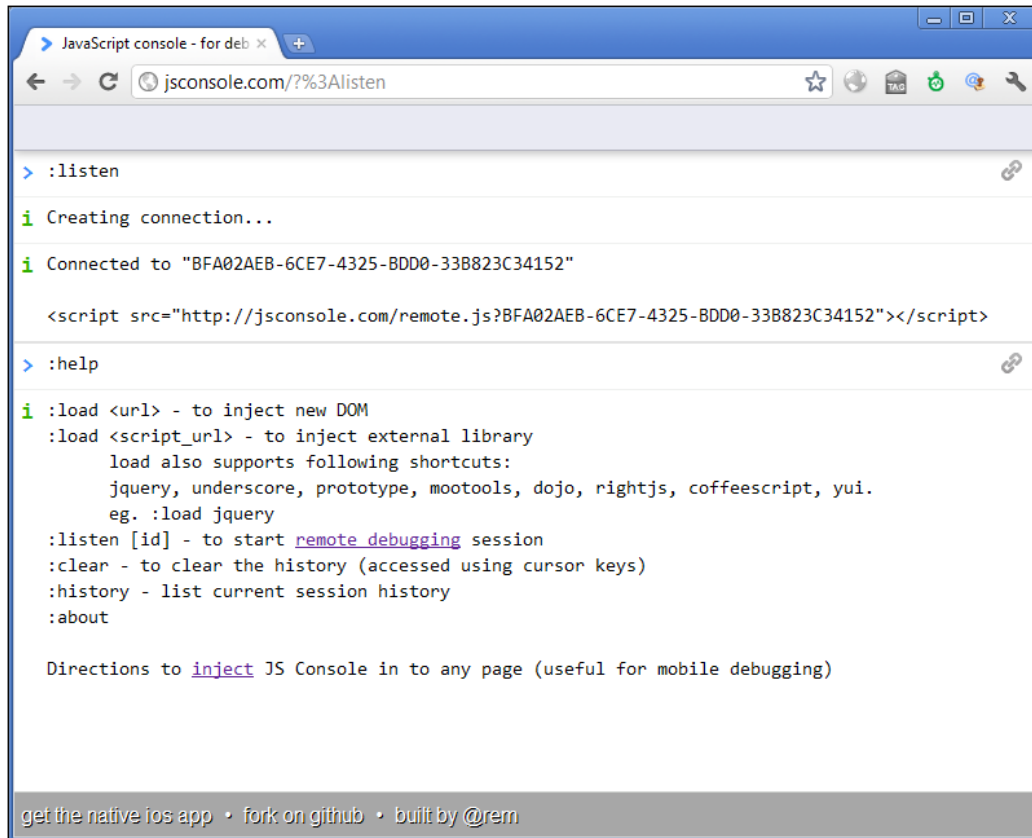 JavaScript console - for deb
jsconsole.com/?%3Alisten
TAG
> :listen
i Creating connection...
i Connected to "BFA02AEB-6CE7-4325-BDD0-33B823C34152"
<script src="http://jsconsole.com/remote.js?BFA02AEB-6CE7-4325-BDD0-33B823C34152"></script>
> :help
i :load <url> - to inject new DOM
:load <script_url> - to inject external library
load also supports following shortcuts:
jquery, underscore, prototype, mootools, dojo, rightjs, coffeescript, yui.
eg. :load jquery
:listen [id] - to start remote debugging session
:clear - to clear the history (accessed using cursor keys)
:history - list current session history
:about
Directions to inject JS Console in to any page (useful for mobile debugging)
get the native ios app • fork on github • built by @rem